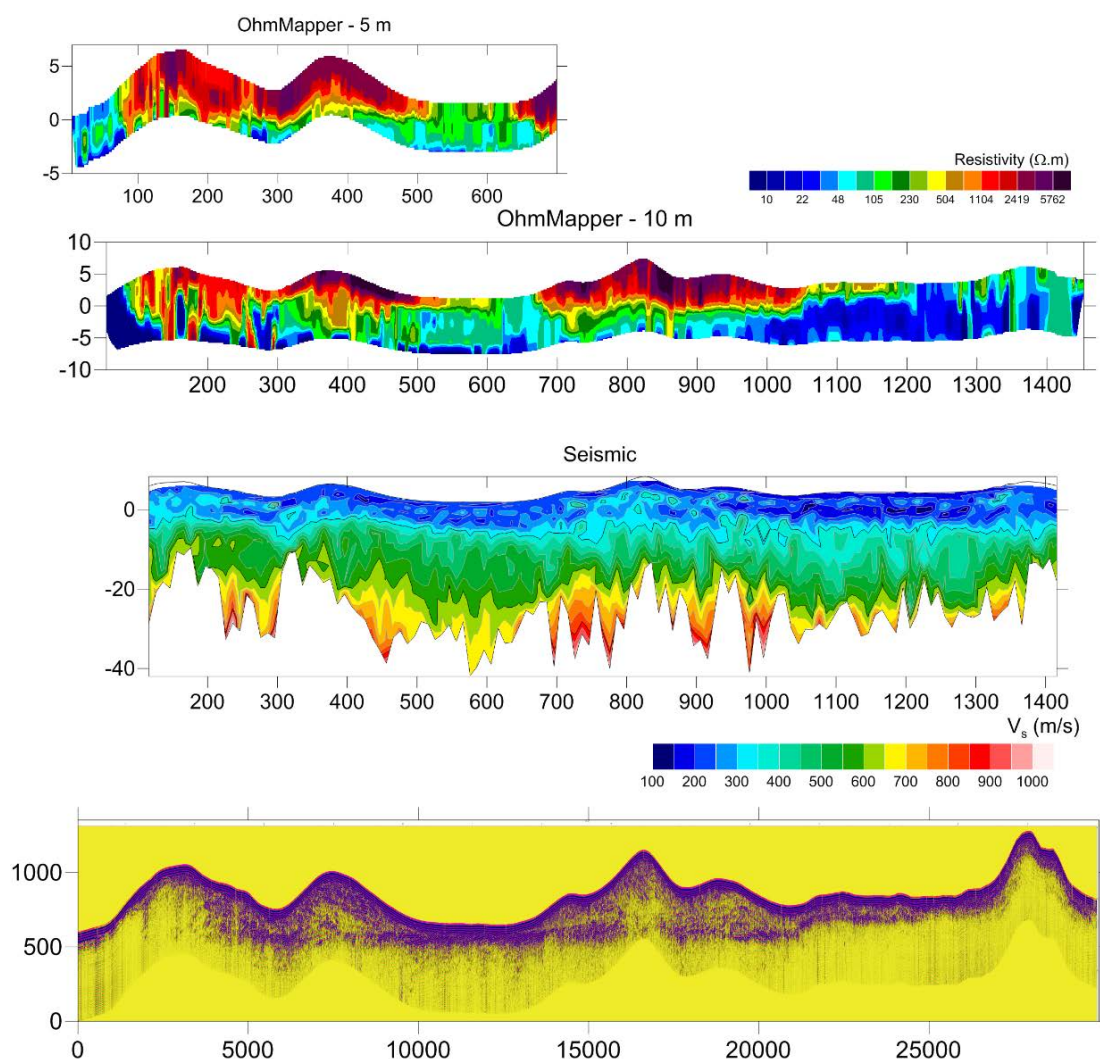 OhmMapper - 5 m
5
0
-5
100 200 300 400 500 600
Resistivity (Ω.m)
10 22 48 105 230 504 1104 2419 5762
OhmMapper - 10 m
10
5
0
-5
-10
100 200 300 400 500 600 700 800 900 1000 1100 1200 1300 1400
Seismic
0
-20
-40
200 300 400 500 600 700 800 900 1000 1100 1200 1300 1400
Vs (m/s)
100 200 300 400 500 600 700 800 900 1000
1000
500
0
0 5000 10000 15000 20000 25000